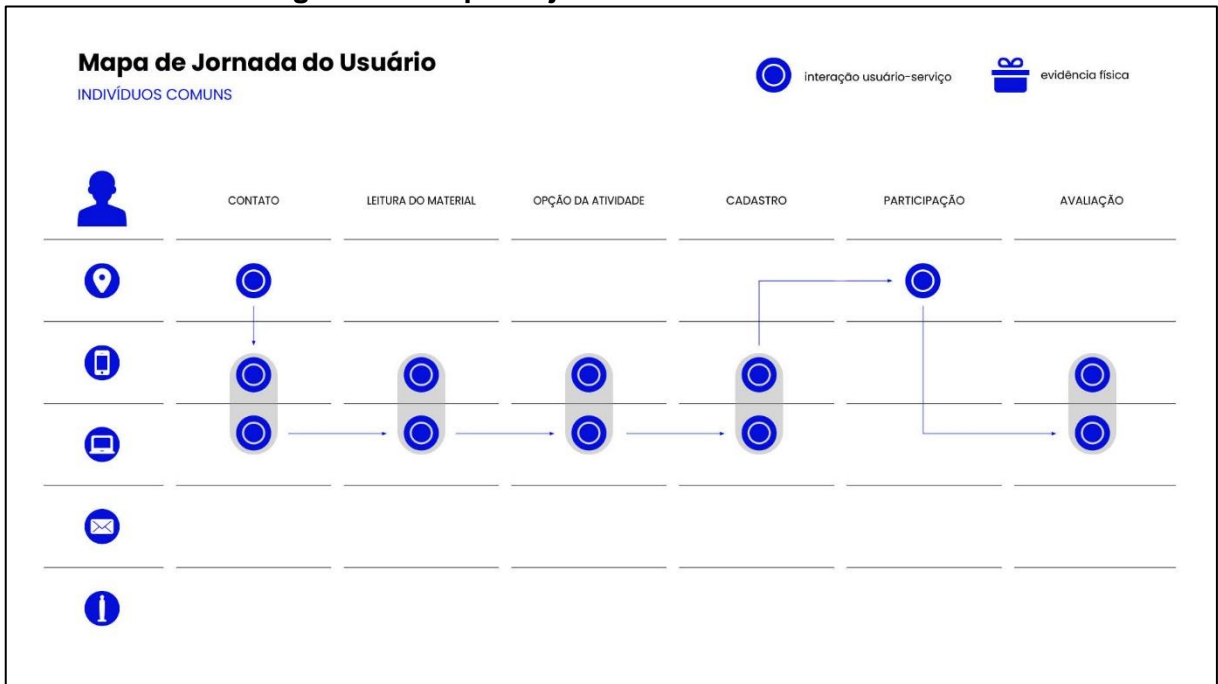 Mapa de Jornada do Usuário
INDIVÍDUOS COMUNS
interação usuário-serviço
evidência física
CONTATO
LEITURA DO MATERIAL
OPÇÃO DA ATIVIDADE
CADASTRO
PARTICIPAÇÃO
AVALIAÇÃO